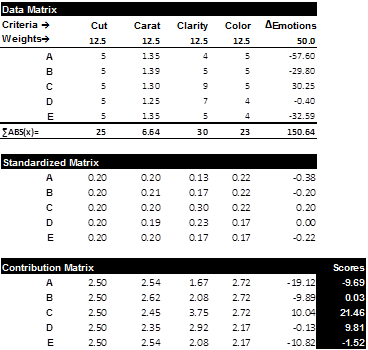 Data Matrix
Criteria → Cut Carat Clarity Color ΔEmotions
Weights→ 12.5 12.5 12.5 12.5 50.0
A 5 1.35 4 5 -57.60
B 5 1.39 5 5 -29.80
C 5 1.30 9 5 30.25
D 5 1.25 7 4 -0.40
E 5 1.35 5 4 -32.59
∑ABS(x)= 25 6.64 30 23 150.64
Standardized Matrix
A 0.20 0.20 0.13 0.22 -0.38
B 0.20 0.21 0.17 0.22 -0.20
C 0.20 0.20 0.30 0.22 0.20
D 0.20 0.19 0.23 0.17 0.00
E 0.20 0.20 0.17 0.17 -0.22
Contribution Matrix Scores
A 2.50 2.54 1.67 2.72 -19.12 -9.69
B 2.50 2.62 2.08 2.72 -9.89 0.03
C 2.50 2.45 3.75 2.72 10.04 21.46
D 2.50 2.35 2.92 2.17 -0.13 9.81
E 2.50 2.54 2.08 2.17 -10.82 -1.52